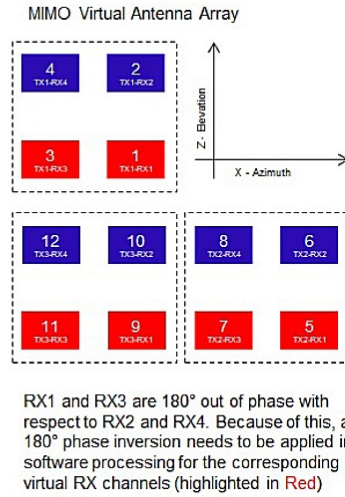 MIMO Virtual Antenna Array
4 2
TX1-RX4 TX1-RX2
3 1
TX1-RX3 TX1-RX1
Z- Elevation
X - Azimuth
12 10 8 6
TX3-RX4 TX3-RX2 TX2-RX4 TX2-RX2
11 9 7 5
TX3-RX3 TX3-RX1 TX2-RX3 TX2-RX1
RX1 and RX3 are 180° out of phase with
respect to RX2 and RX4. Because of this, a
180° phase inversion needs to be applied in
software processing for the corresponding
virtual RX channels (highlighted in Red)